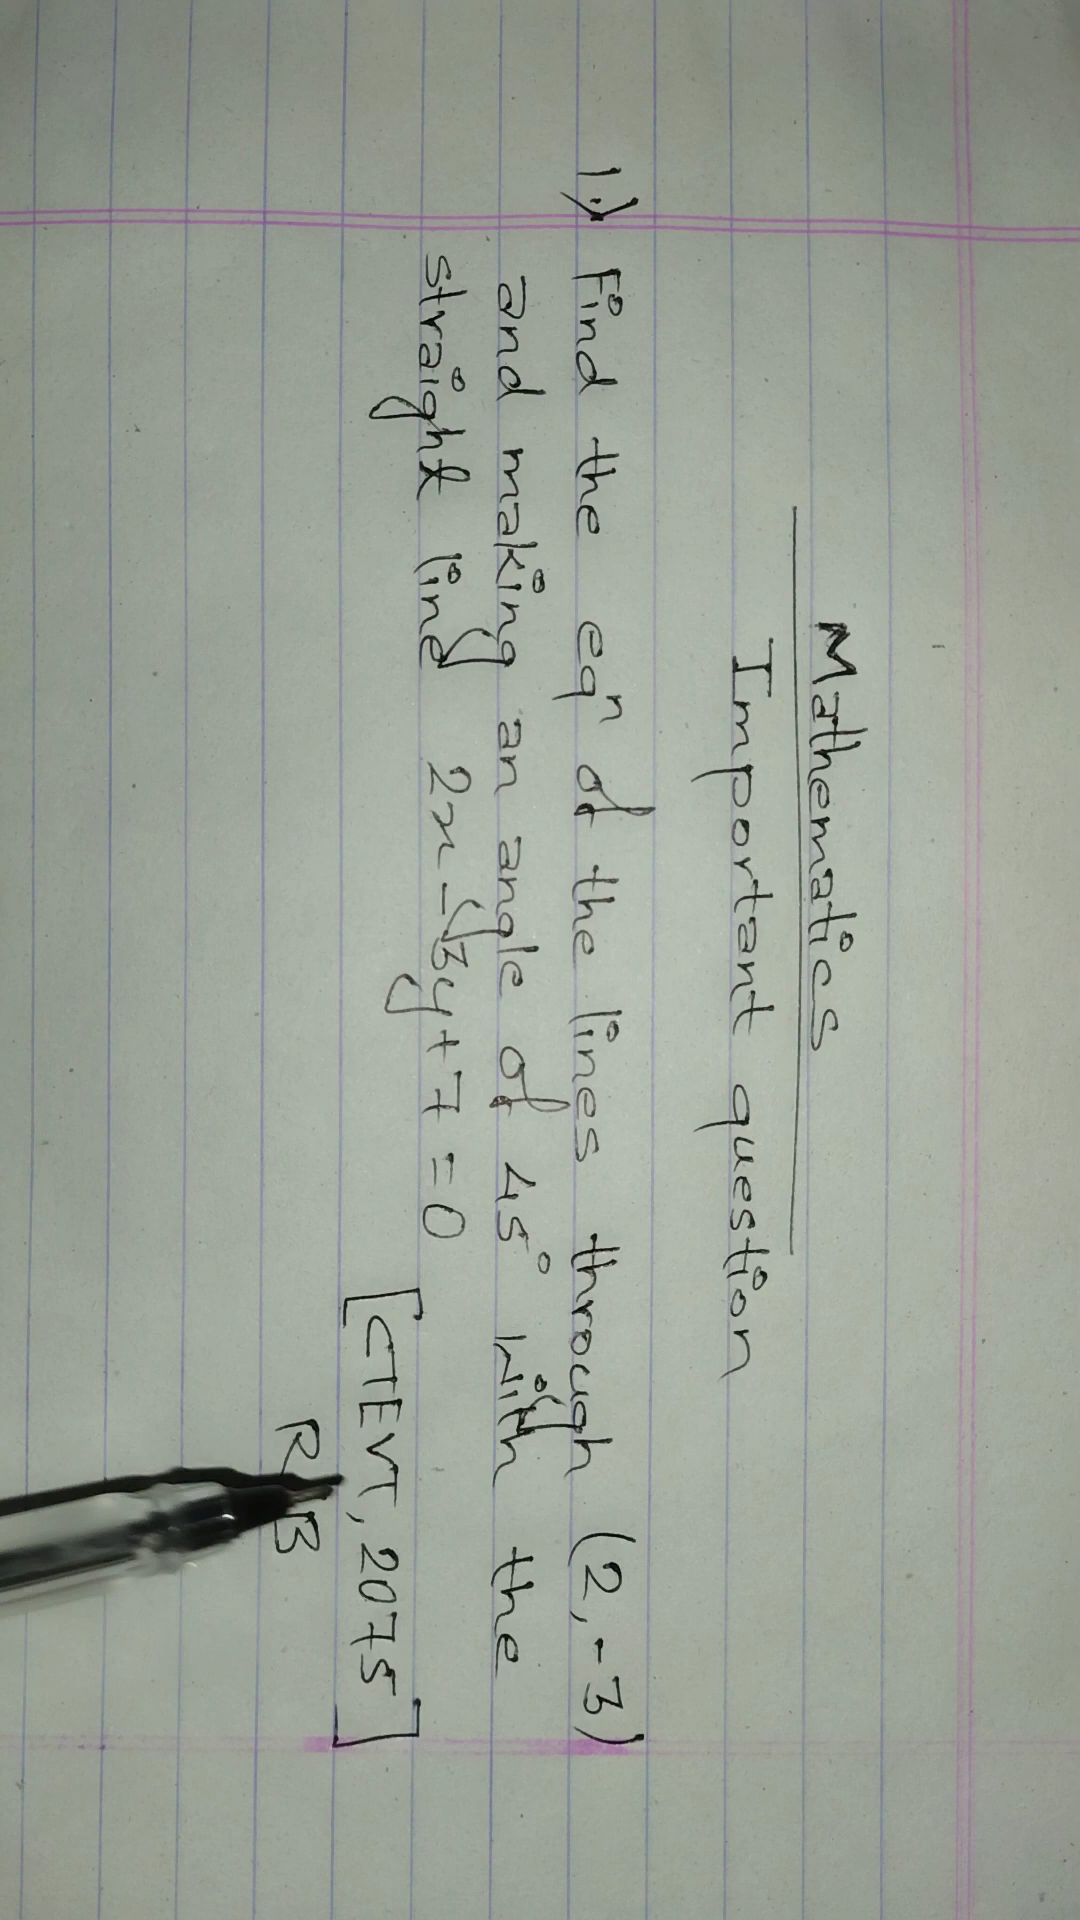 Mathematics
Important question
1.) Find the eqⁿ of the lines through (2,-3)
and making an angle of 45° with the
straight line 2x-3y+7=0
[CTEVT, 2075]